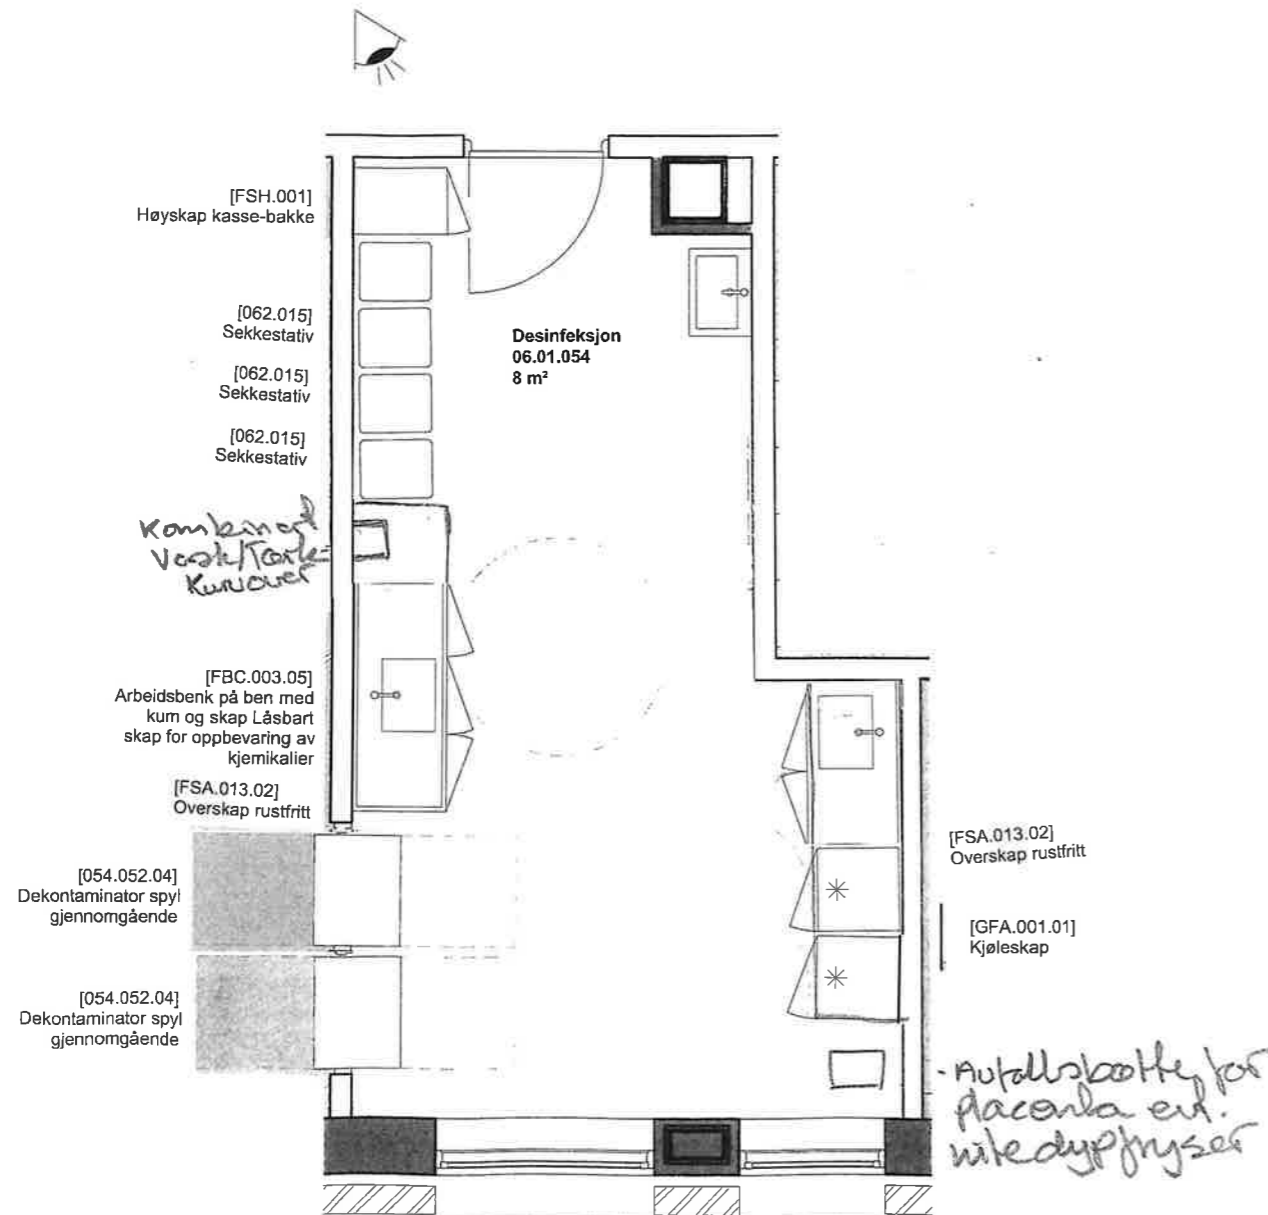 [FSH.001]
Høyskap kasse-bakke
[062.015]
Sekkestativ
[062.015]
Sekkestativ
[062.015]
Sekkestativ
Desinfeksjon
06.01.054
8 m²
Kombinert
Vask/Tørk
[FBC.003.05]
Arbeidsbenk på ben med
kum og skap Låsbart
skap for oppbevaring av
kjemikalier
[FSA.013.02]
Overskap rustfritt
[054.052.04]
Dekontaminator spyl
gjennomgående
[054.052.04]
Dekontaminator spyl
gjennomgående
[FSA.013.02]
Overskap rustfritt
[GFA.001.01]
Kjøleskap
- Avfallsbøtte for
placenta evt.
dypfryser